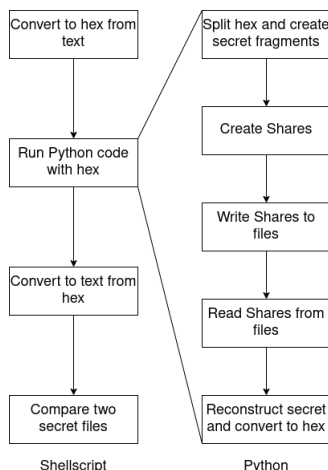 Convert to hex from
text
Run Python code
with hex
Convert to text from
hex
Compare two
secret files
Shellscript
Split hex and create
secret fragments
Create Shares
Write Shares to
files
Read Shares from
files
Reconstruct secret
and convert to hex
Python